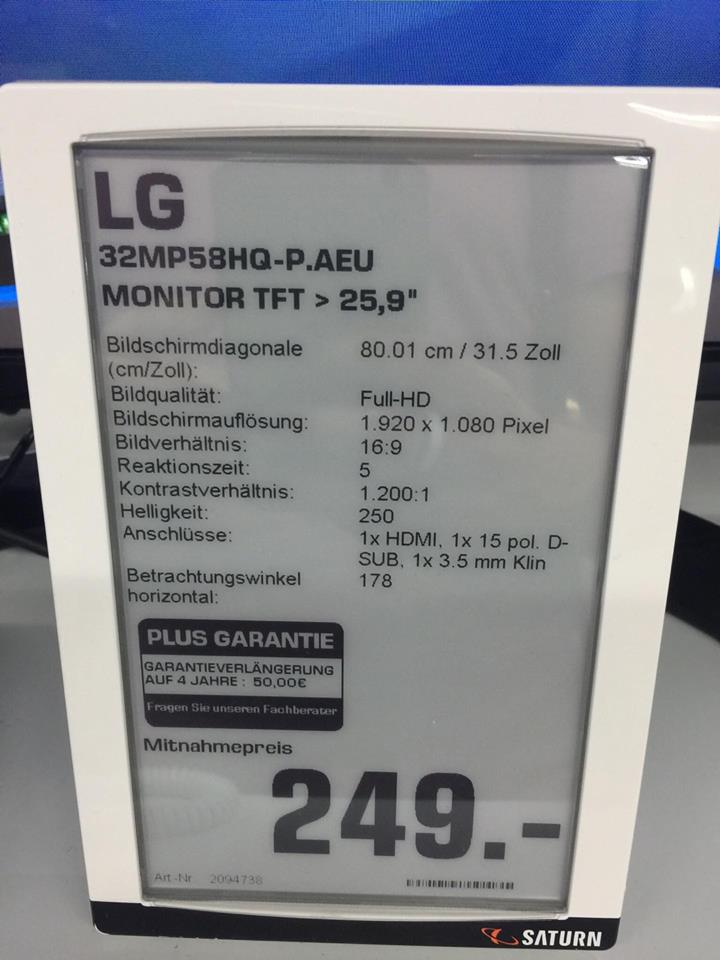 LG
32MP58HQ-P.AEU
MONITOR TFT > 25,9"
Bildschirmdiagonale 80.01 cm / 31.5 Zoll
(cm/Zoll):
Bildqualität: Full-HD
Bildschirmauflösung: 1.920 x 1.080 Pixel
Bildverhältnis: 16:9
Reaktionszeit: 5
Kontrastverhältnis: 1.200:1
Helligkeit: 250
Anschlüsse: 1x HDMI, 1x 15 pol. D-
SUB, 1x 3.5 mm Klin
Betrachtungswinkel 178
horizontal:
PLUS GARANTIE
GARANTIEVERLÄNGERUNG
AUF 4 JAHRE : 50,00€
Fragen Sie unseren Fachberater
Mitnahmepreis
249.-
Art-Nr. 2094738
SATURN